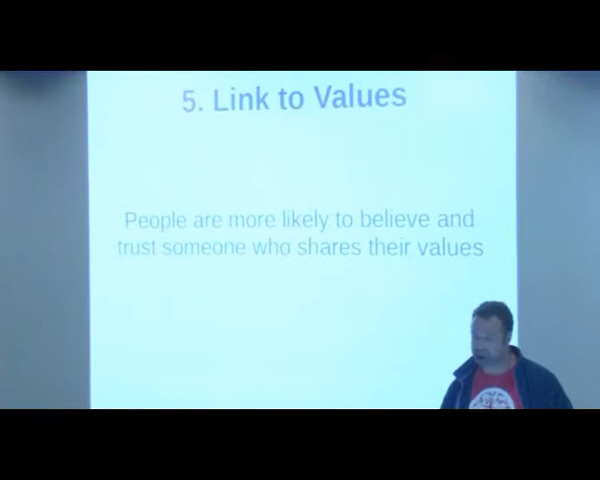 5. Link to Values
People are more likely to believe and
trust someone who shares their values